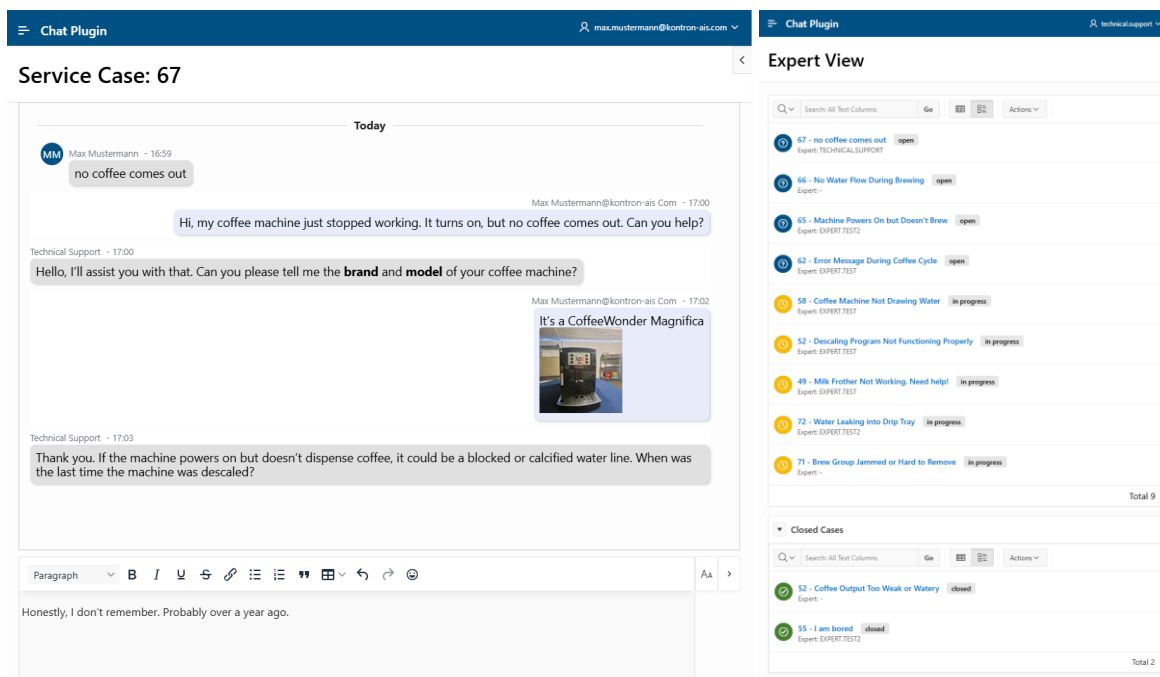 Chat Plugin
max.mustermann@kontron-ais.com
Service Case: 67
Today
MM
Max Mustermann - 16:59
no coffee comes out
Max Mustermann@kontron-ais Com - 17:00
Hi, my coffee machine just stopped working. It turns on, but no coffee comes out. Can you help?
Technical Support - 17:00
Hello, I'll assist you with that. Can you please tell me the brand and model of your coffee machine?
Max Mustermann@kontron-ais Com - 17:02
It's a CoffeeWonder Magnifica
Technical Support - 17:03
Thank you. If the machine powers on but doesn't dispense coffee, it could be a blocked or calcified water line. When was
the last time the machine was descaled?
Paragraph
B I U S
AA
Honestly, I don't remember. Probably over a year ago.
Chat Plugin
technical.support
Expert View
Search: All Text Columns Go Actions
67 - no coffee comes out open
Expert: TECHNICAL.SUPPORT
66 - No Water Flow During Brewing open
Expert: -
65 - Machine Powers On but Doesn't Brew open
Expert: EXPERT.TEST2
62 - Error Message During Coffee Cycle open
Expert: EXPERT.TEST
58 - Coffee Machine Not Drawing Water in progress
Expert: EXPERT.TEST
52 - Descaling Program Not Functioning Properly in progress
Expert: EXPERT.TEST
49 - Milk Frother Not Working. Need help! in progress
Expert: EXPERT.TEST
72 - Water Leaking into Drip Tray in progress
Expert: EXPERT.TEST2
71 - Brew Group Jammed or Hard to Remove in progress
Expert: -
Total 9
Closed Cases
Search: All Text Columns Go Actions
52 - Coffee Output Too Weak or Watery closed
Expert: -
55 - I am bored closed
Expert: EXPERT.TEST2
Total 2